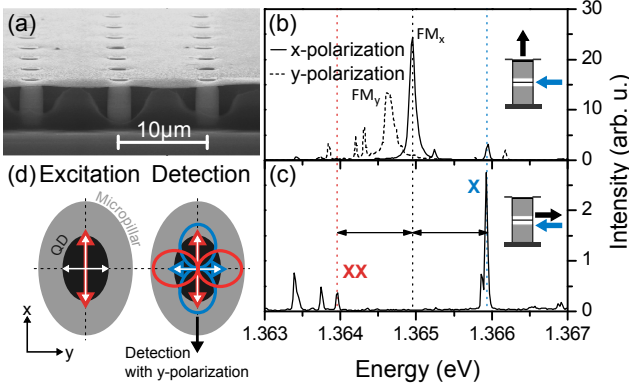 (a)
10µm
(b)
x-polarization
y-polarization
FMx
FMy
30
20
10
0
(c)
X
XX
2
1
0
Intensity (arb. u.)
1.363 1.364 1.365 1.366 1.367
Energy (eV)
(d) Excitation Detection
Micropillar
QD
x
y
Detection
with y-polarization